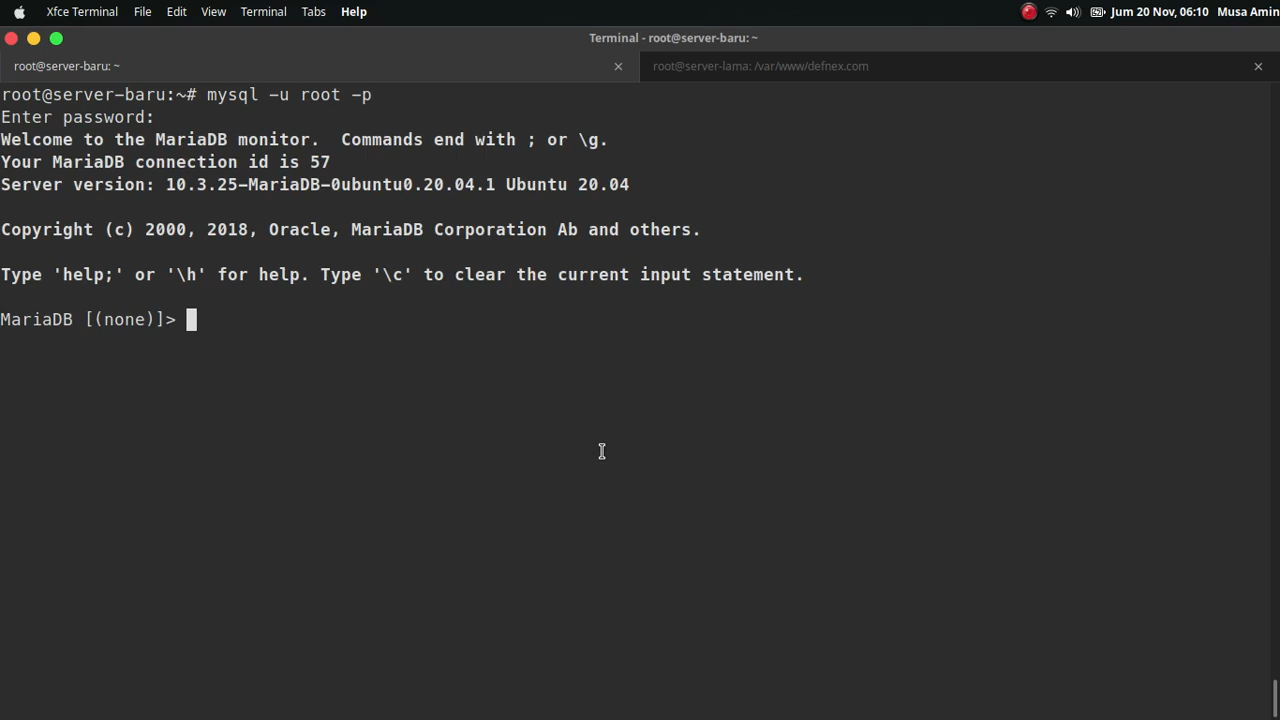 Xfce Terminal File Edit View Terminal Tabs Help Jum 20 Nov, 06:10 Musa Amin
Terminal - root@server-baru: ~
root@server-baru: ~ root@server-lama: /var/www/defnex.com
root@server-baru:~# mysql -u root -p
Enter password:
Welcome to the MariaDB monitor.  Commands end with ; or \g.
Your MariaDB connection id is 57
Server version: 10.3.25-MariaDB-0ubuntu0.20.04.1 Ubuntu 20.04
Copyright (c) 2000, 2018, Oracle, MariaDB Corporation Ab and others.
Type 'help;' or '\h' for help. Type '\c' to clear the current input statement.
MariaDB [(none)]>